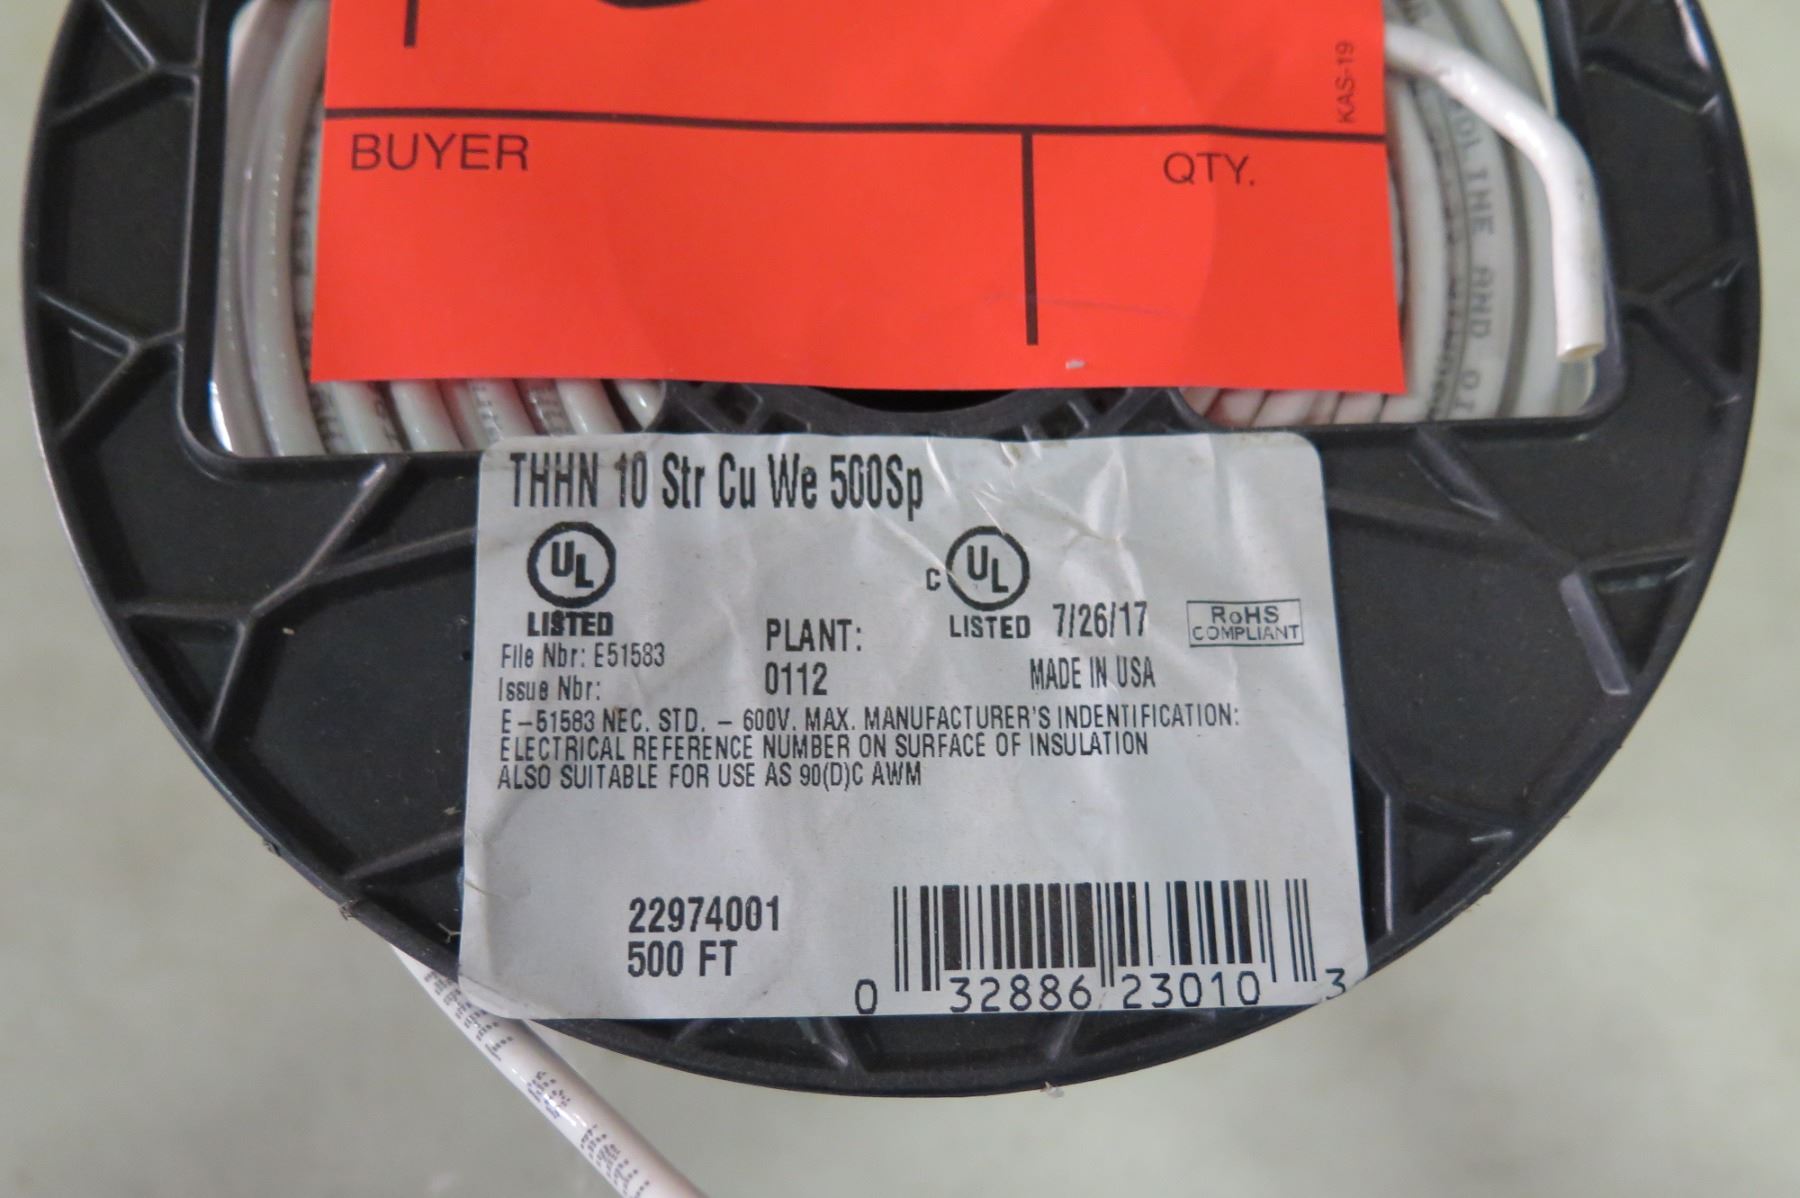 KAS-19
BUYER
QTY.
LINE AND
THHN 10 Str Cu We 500Sp
UL
LISTED
File Nbr: E51583
Issue Nbr:
PLANT:
0112
C UL
LISTED 7/26/17
RoHS
COMPLIANT
MADE IN USA
E-51583 NEC. STD. - 600V. MAX. MANUFACTURER'S INDENTIFICATION:
ELECTRICAL REFERENCE NUMBER ON SURFACE OF INSULATION
ALSO SUITABLE FOR USE AS 90(D)C AWM
22974001
500 FT
0 32886 23010 3